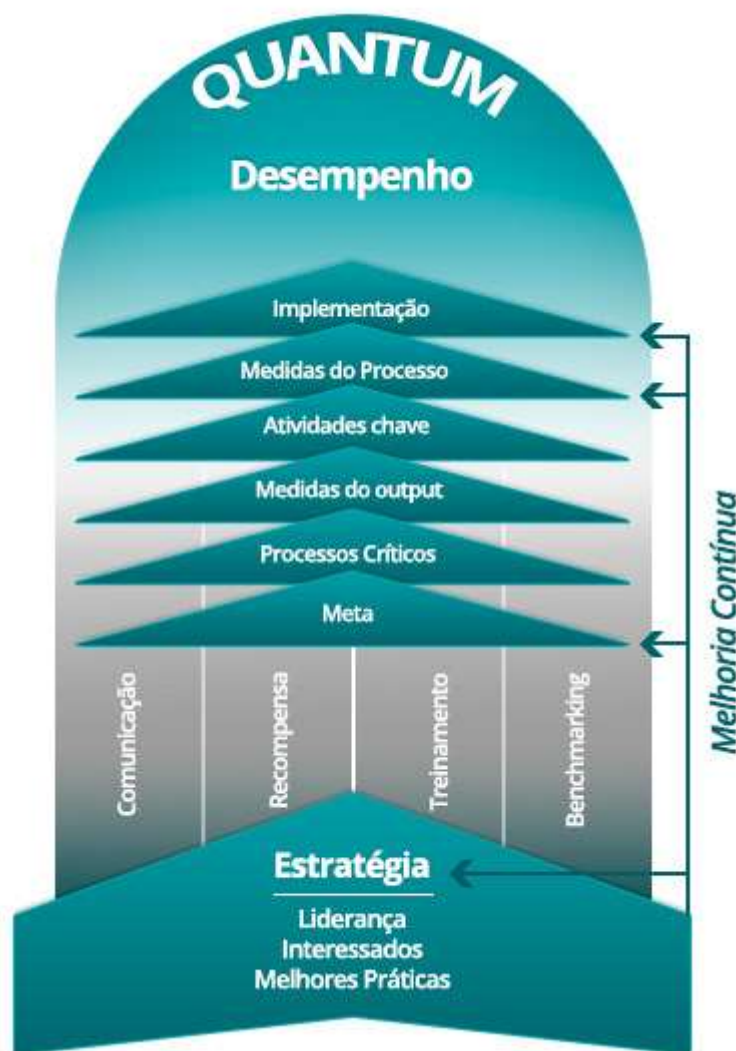 QUANTUM
Desempenho
Implementação
Medidas do Processo
Atividades chave
Medidas do output
Processos Críticos
Meta
Comunicação
Recompensa
Treinamento
Benchmarking
Estratégia
Liderança
Interessados
Melhores Práticas
Melhoria Contínua